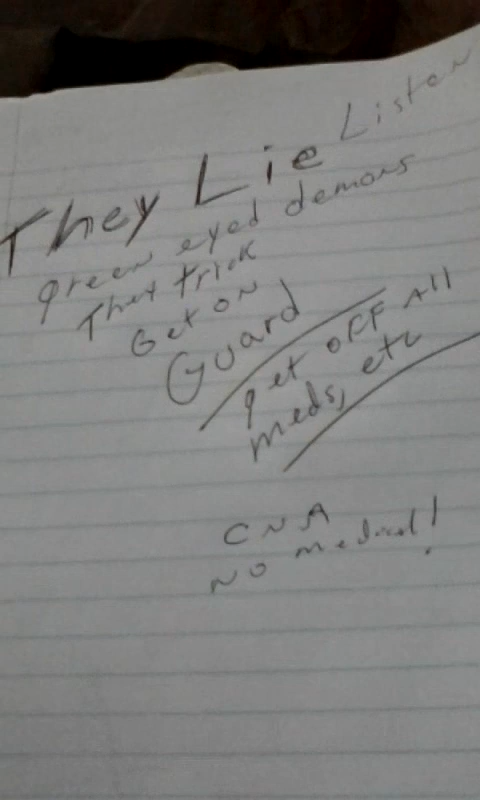 Listen
They Lie
green eyed demons
That trick
Get on
Guard
get off All
meds, etc
CNA
No medical!